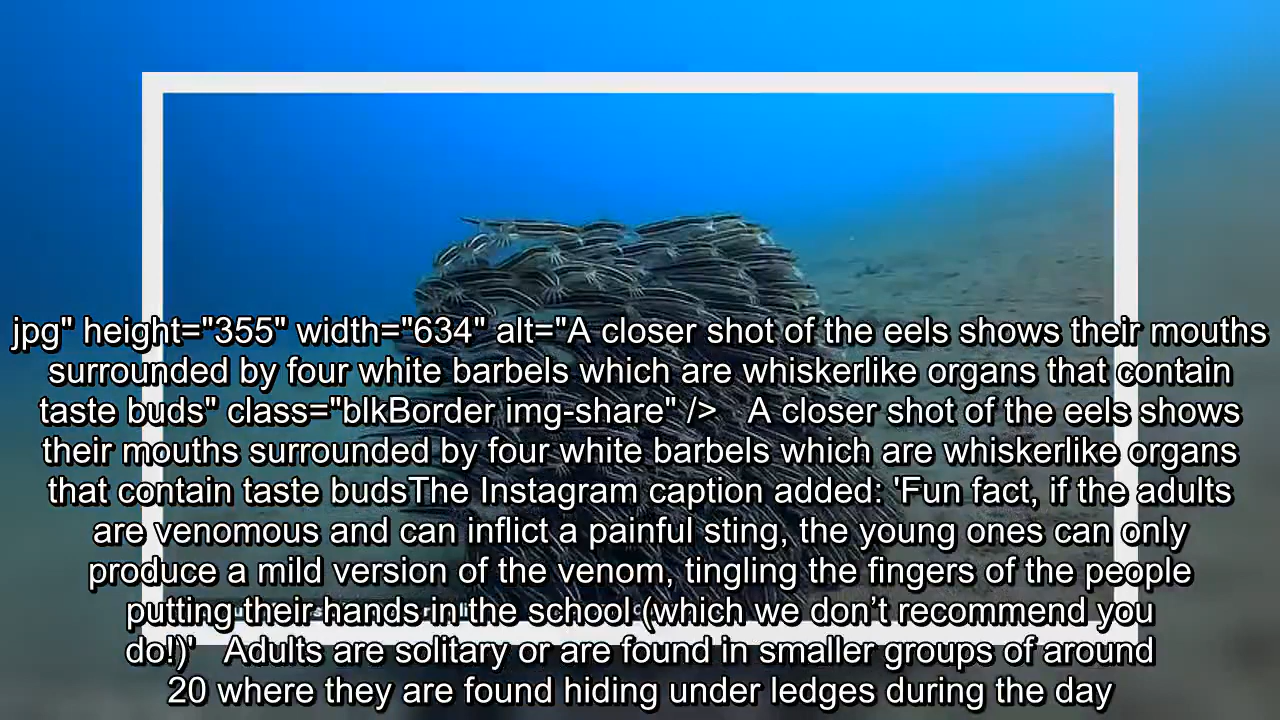 jpg" height="355" width="634" alt="A closer shot of the eels shows their mouths
surrounded by four white barbels which are whiskerlike organs that contain
taste buds" class="blkBorder img-share" /> A closer shot of the eels shows
their mouths surrounded by four white barbels which are whiskerlike organs
that contain taste budsThe Instagram caption added: 'Fun fact, if the adults
are venomous and can inflict a painful sting, the young ones can only
produce a mild version of the venom, tingling the fingers of the people
putting their hands in the school (which we don’t recommend you
do!)' Adults are solitary or are found in smaller groups of around
20 where they are found hiding under ledges during the day